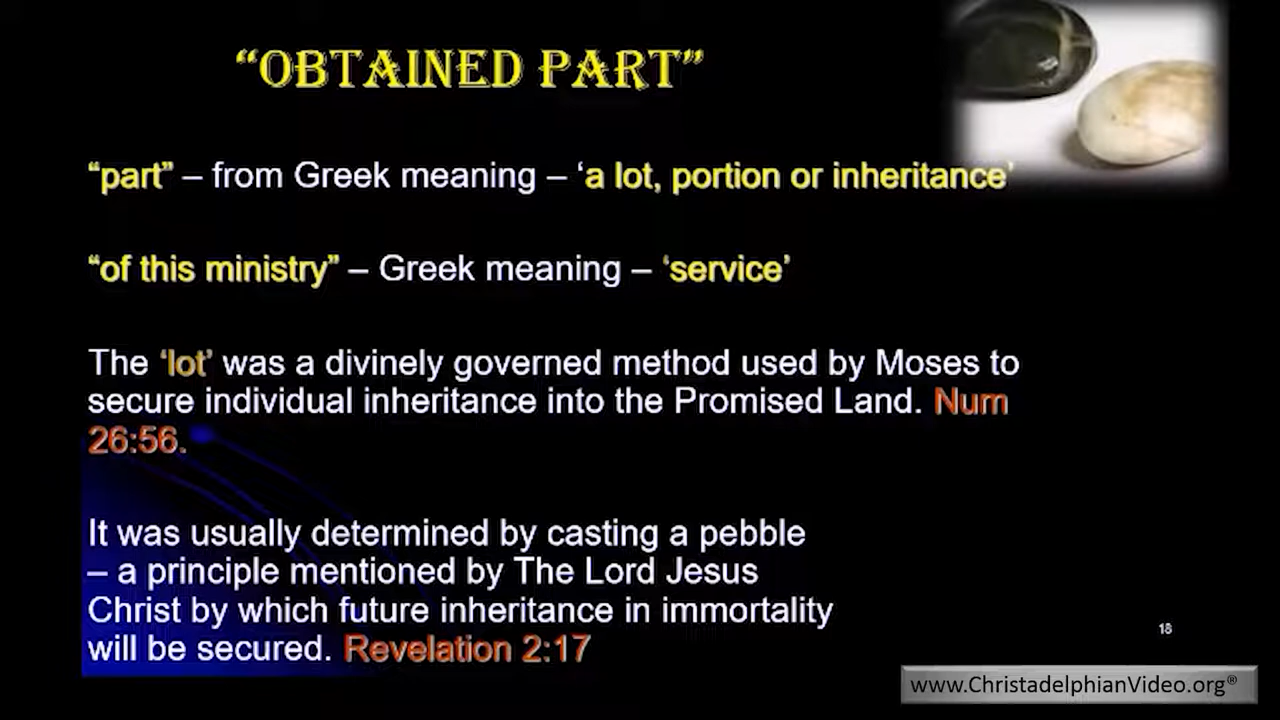 “OBTAINED PART”
“part” – from Greek meaning – ‘a lot, portion or inheritance’
“of this ministry” – Greek meaning – ‘service’
The ‘lot’ was a divinely governed method used by Moses to
secure individual inheritance into the Promised Land. Num
26:56.
It was usually determined by casting a pebble
– a principle mentioned by The Lord Jesus
Christ by which future inheritance in immortality
will be secured. Revelation 2:17
18
www.ChristadelphianVideo.org®